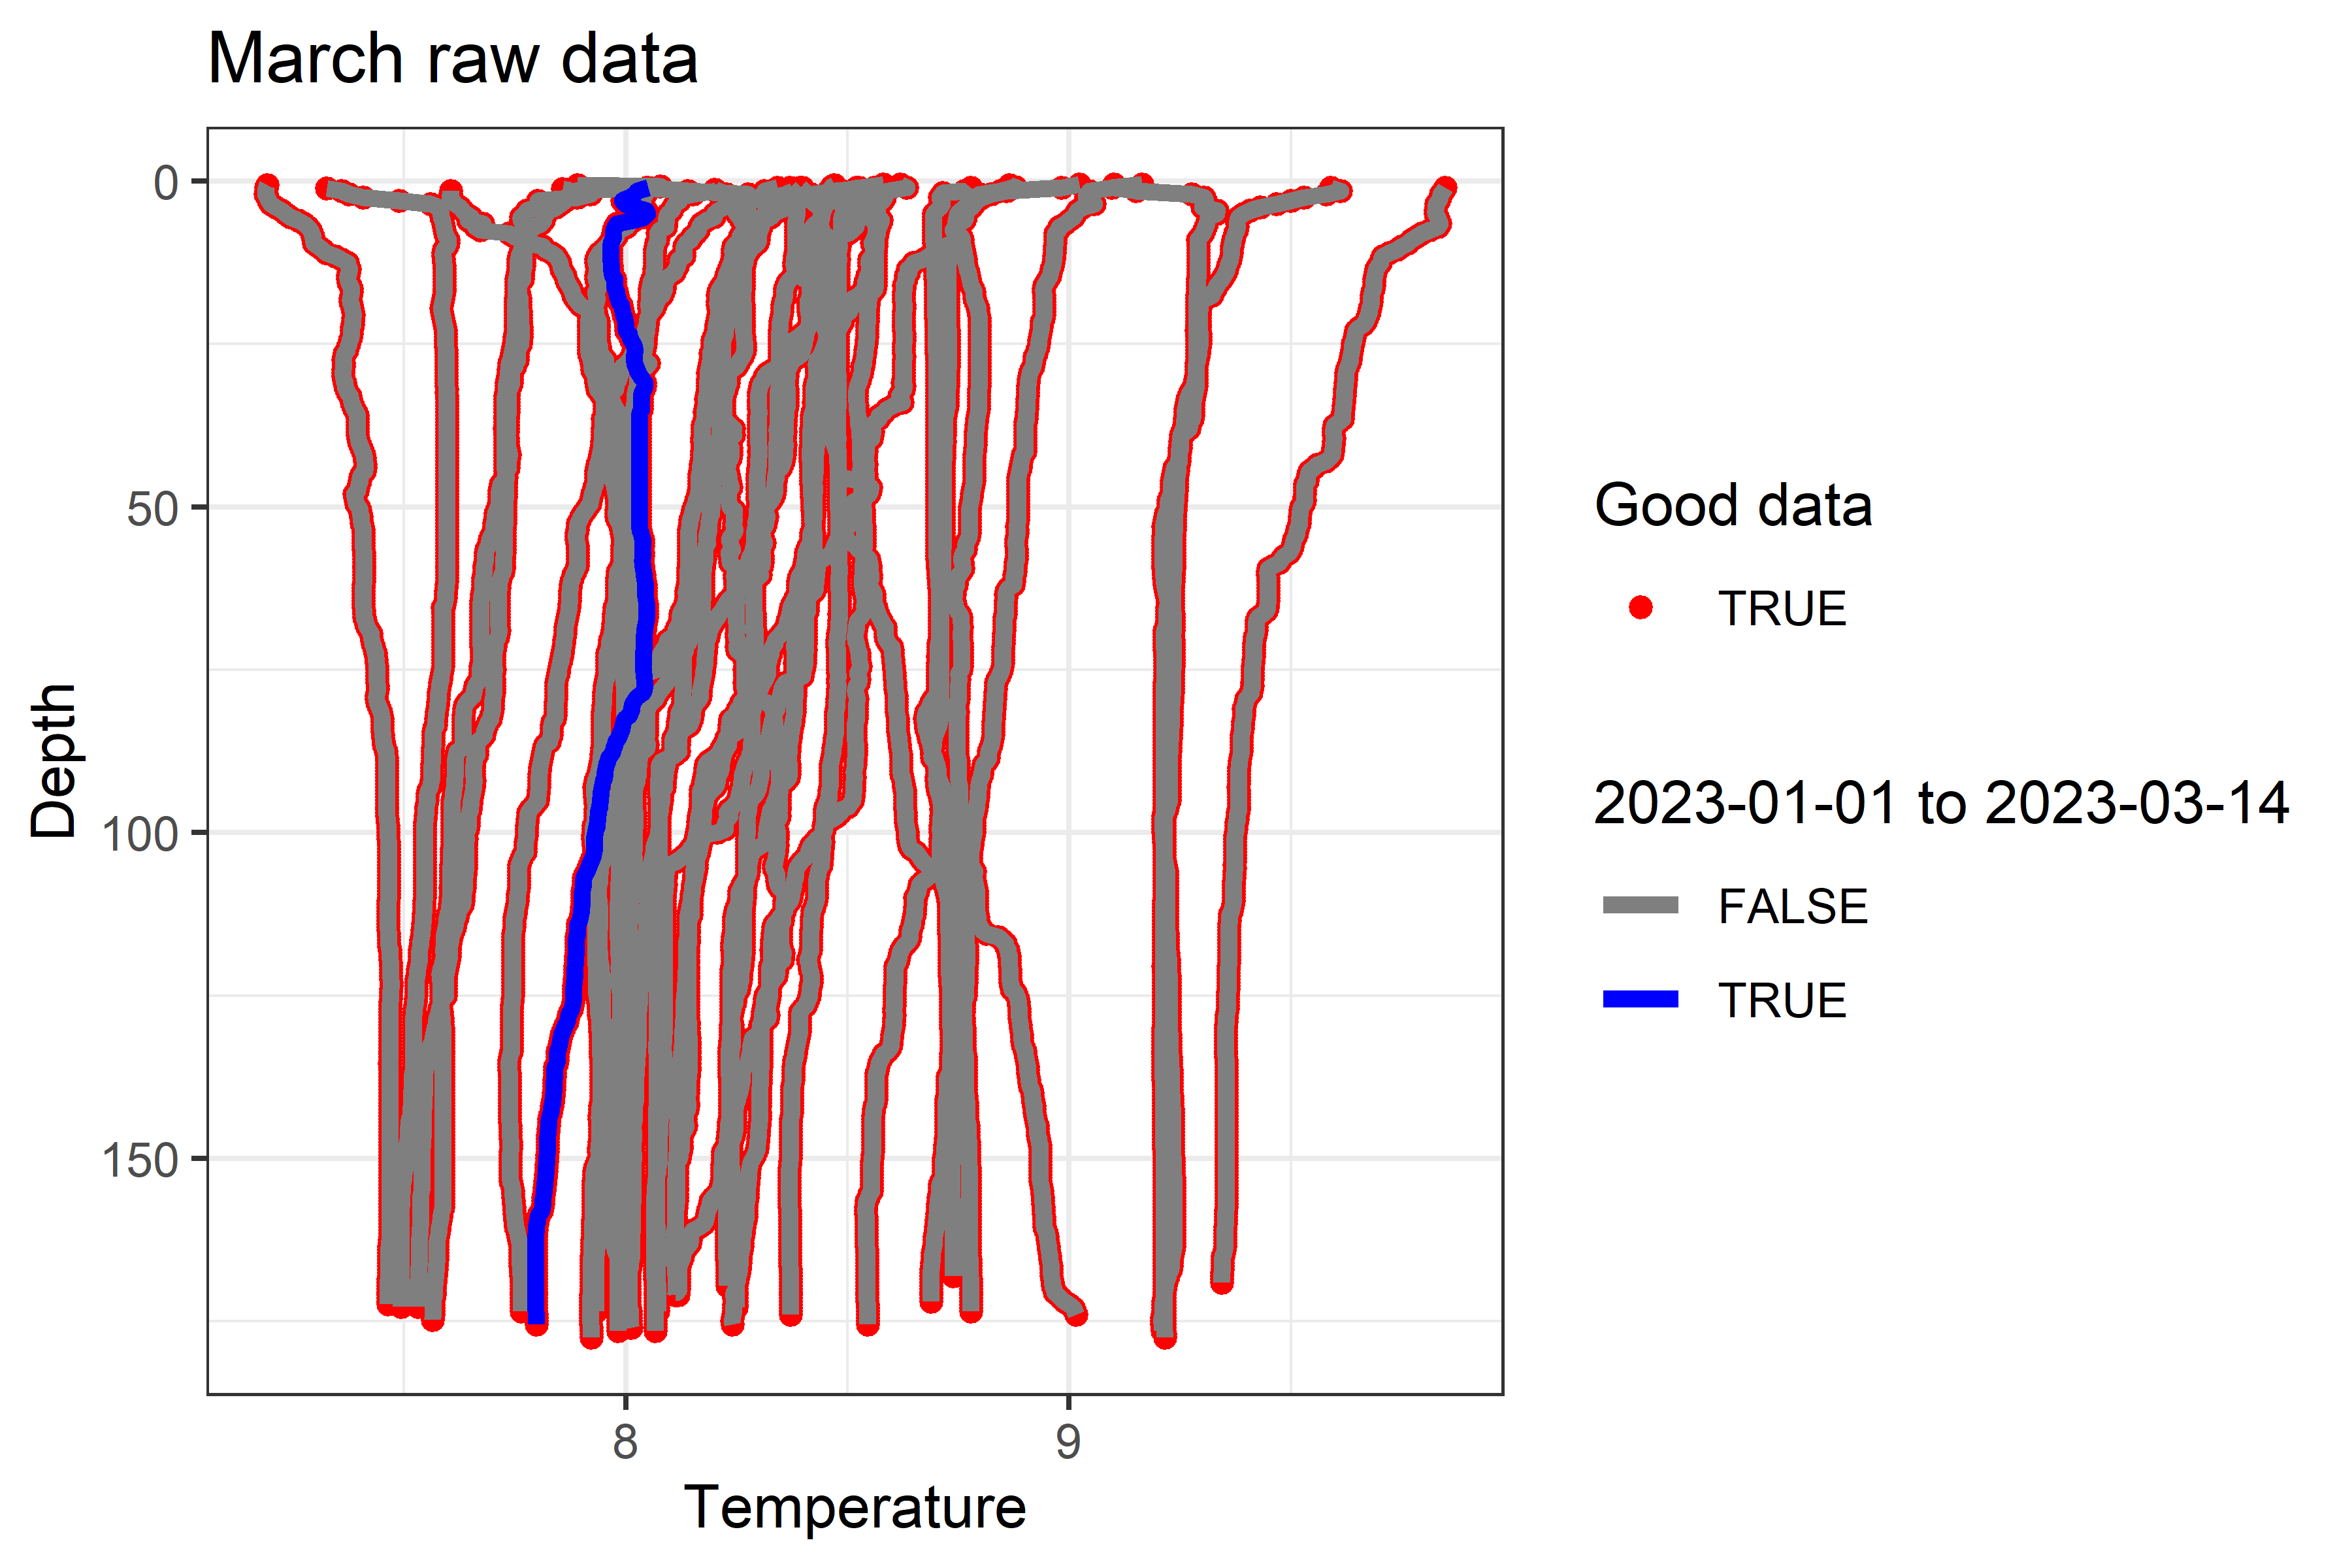 March raw data
0
50
100
150
Depth
8
9
Temperature
Good data
TRUE
2023-01-01 to 2023-03-14
FALSE
TRUE